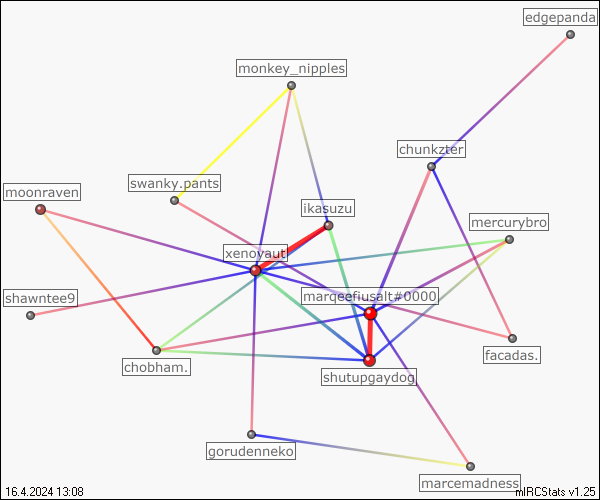 edgepanda
monkey_nipples
chunkzter
swanky.pants
moonraven
ikasuzu
mercurybro
xenoyaut
marqeefiusalt#0000
shawntee9
facadas.
chobham.
shutupgaydog
gorudenneko
marcemadness
16.4.2024 13:08
mIRCStats v1.25